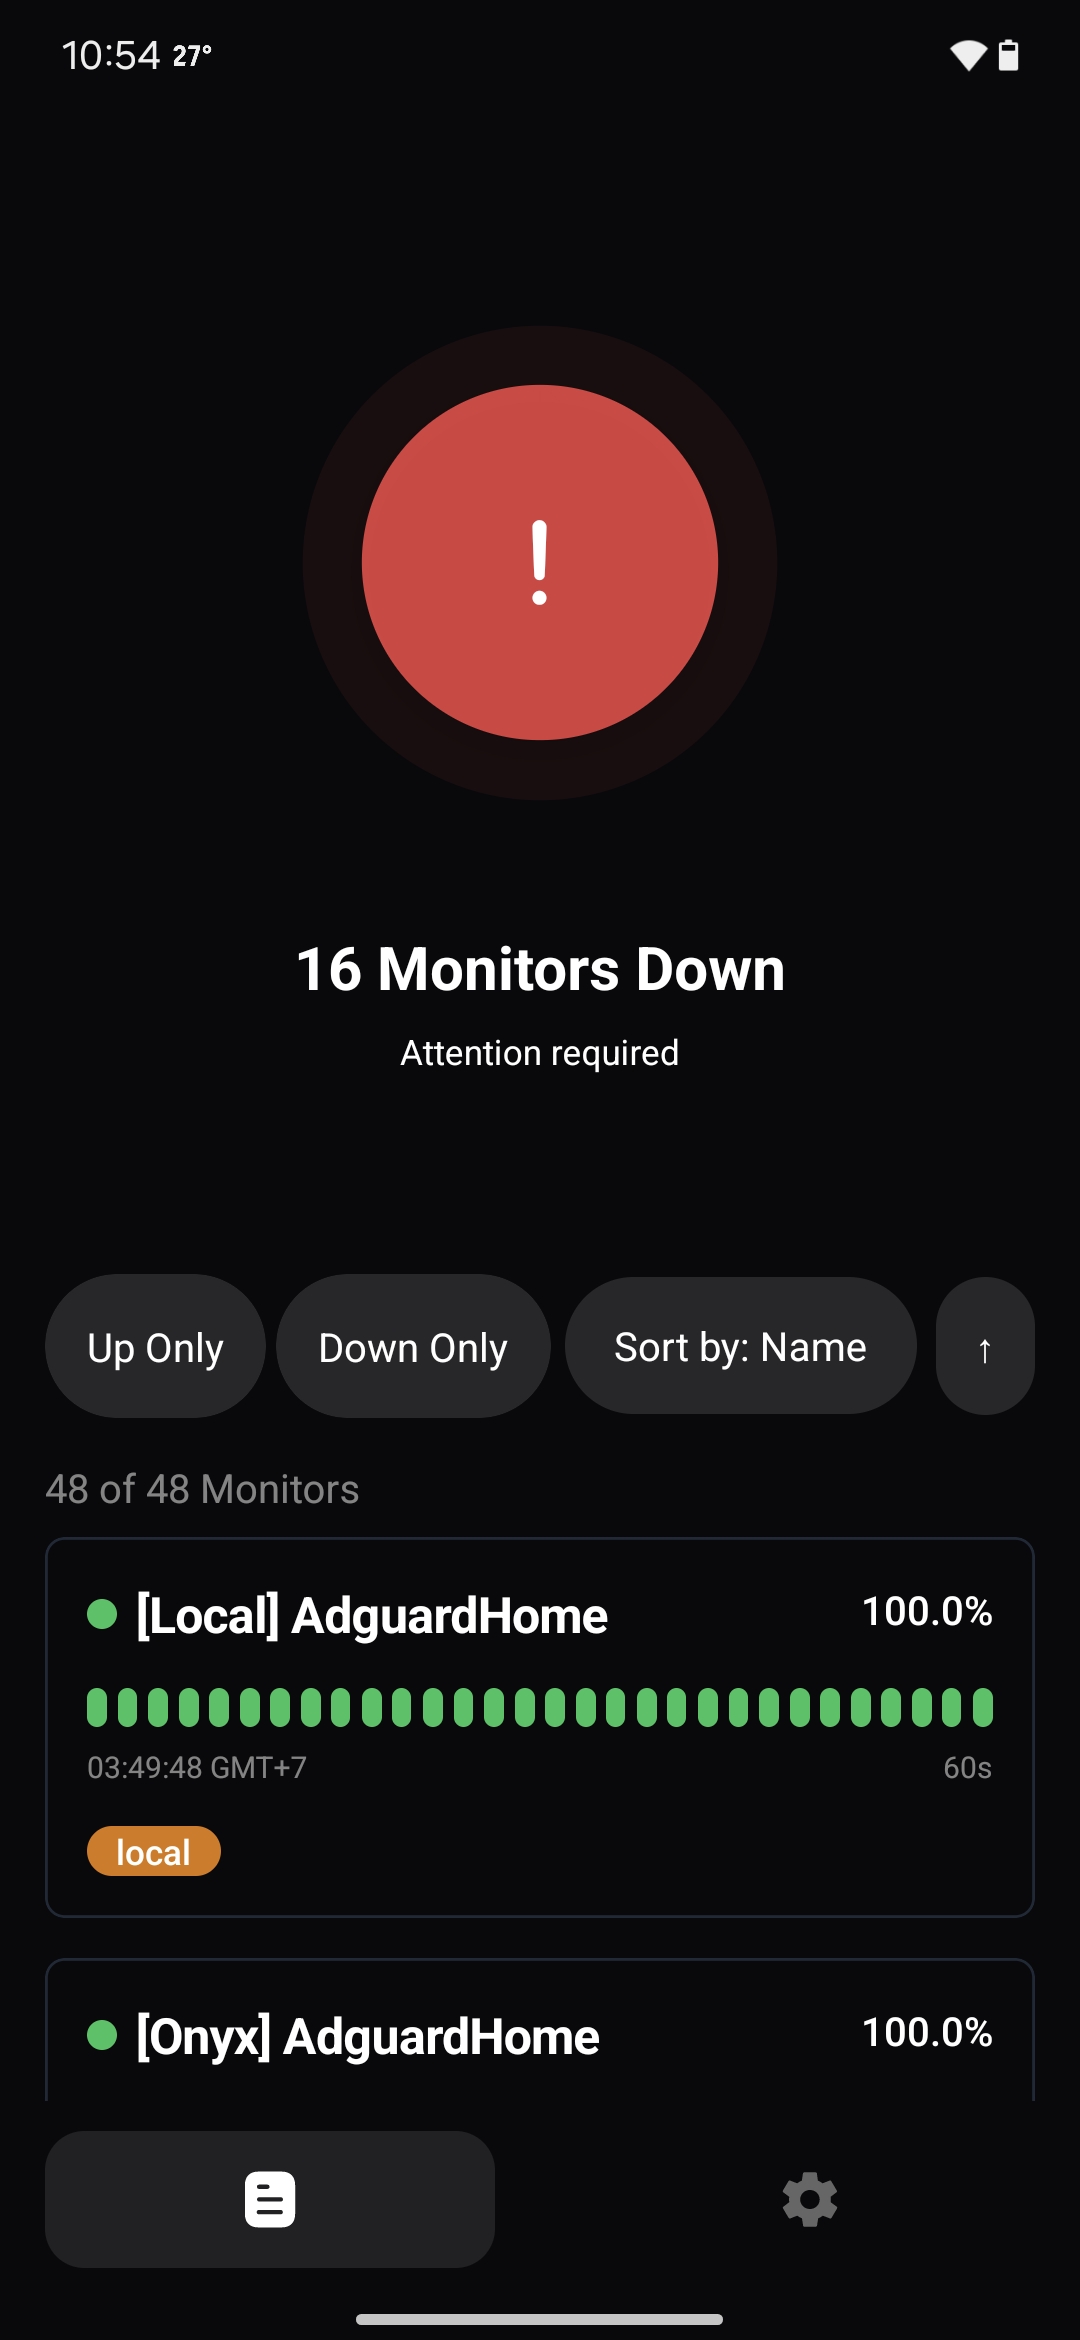 10:54 27°
!
16 Monitors Down
Attention required
Up Only
Down Only
Sort by: Name
↑
48 of 48 Monitors
[Local] AdguardHome
100.0%
03:49:48 GMT+7
60s
local
[Onyx] AdguardHome
100.0%